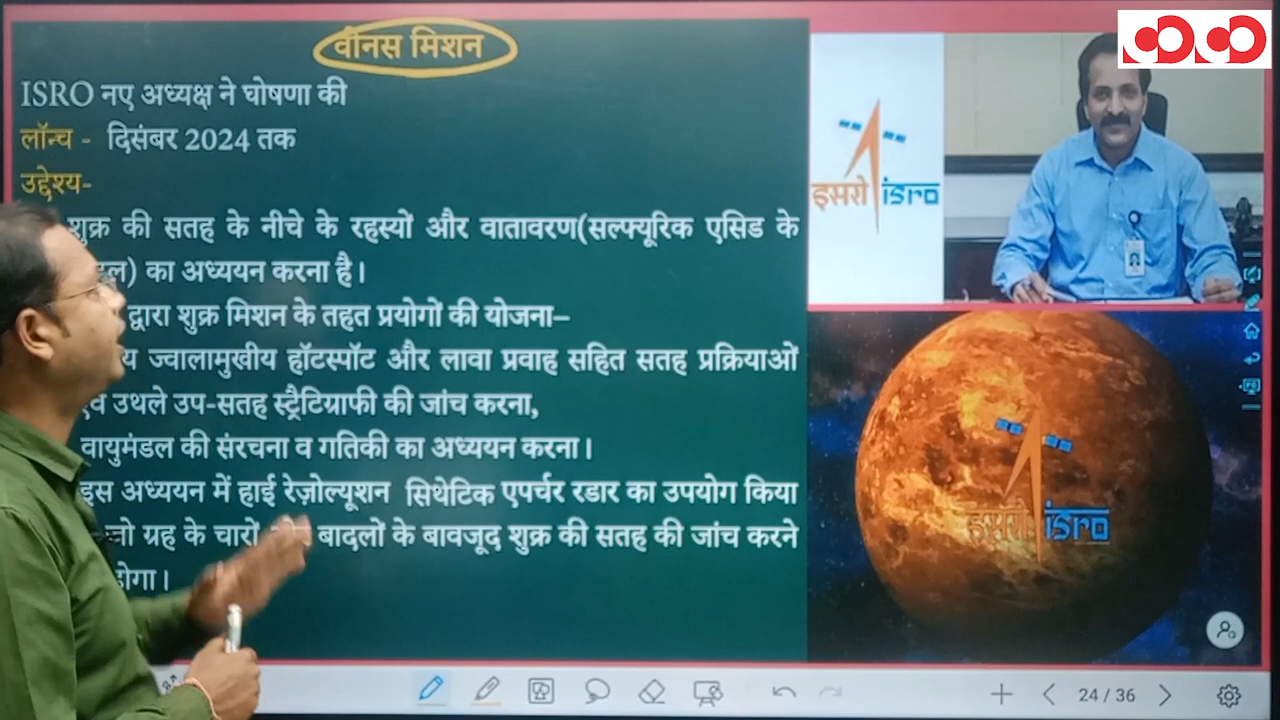 वीनस मिशन
ISRO नए अध्यक्ष ने घोषणा की
लॉन्च - दिसंबर 2024 तक
उद्देश्य-
शुक्र की सतह के नीचे के रहस्यों और वातावरण(सल्फ्यूरिक एसिड के
का अध्ययन करना है।
द्वारा शुक्र मिशन के तहत प्रयोगों की योजना–
ज्वालामुखीय हॉटस्पॉट और लावा प्रवाह सहित सतह प्रक्रियाओं
उथले उप-सतह स्ट्रैटिग्राफी की जांच करना,
वायुमंडल की संरचना व गतिकी का अध्ययन करना।
इस अध्ययन में हाई रेज़ोल्यूशन सिंथेटिक एपर्चर रडार का उपयोग किया
ग्रह के चारों बादलों के बावजूद शुक्र की सतह की जांच करने
होगा।
इसरो isro
इसरो isro
24 / 36